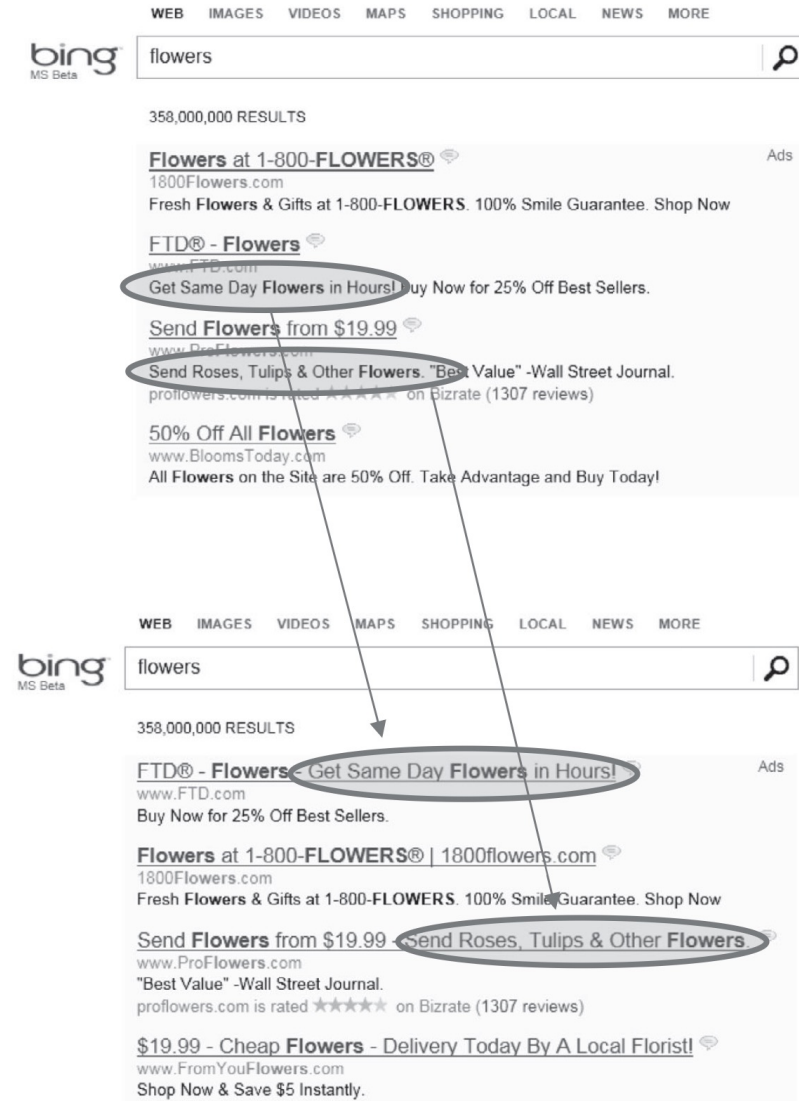 WEB IMAGES VIDEOS MAPS SHOPPING LOCAL NEWS MORE
bing
MS Beta
flowers
358,000,000 RESULTS
Flowers at 1-800-FLOWERS®
Ads
1800Flowers.com
Fresh Flowers & Gifts at 1-800-FLOWERS. 100% Smile Guarantee. Shop Now
FTD® - Flowers
www.FTD.com
Get Same Day Flowers in Hours! Buy Now for 25% Off Best Sellers.
Send Flowers from $19.99
www.ProFlowers.com
Send Roses, Tulips & Other Flowers. "Best Value" -Wall Street Journal.
proflowers.com is rated ★★★★★ on Bizrate (1307 reviews)
50% Off All Flowers
www.BloomsToday.com
All Flowers on the Site are 50% Off. Take Advantage and Buy Today!
WEB IMAGES VIDEOS MAPS SHOPPING LOCAL NEWS MORE
bing
MS Beta
flowers
358,000,000 RESULTS
FTD® - Flowers - Get Same Day Flowers in Hours!
Ads
www.FTD.com
Buy Now for 25% Off Best Sellers.
Flowers at 1-800-FLOWERS® | 1800flowers.com
1800Flowers.com
Fresh Flowers & Gifts at 1-800-FLOWERS. 100% Smile Guarantee. Shop Now
Send Flowers from $19.99 - Send Roses, Tulips & Other Flowers.
www.ProFlowers.com
"Best Value" -Wall Street Journal.
proflowers.com is rated ★★★★★ on Bizrate (1307 reviews)
$19.99 - Cheap Flowers - Delivery Today By A Local Florist!
www.FromYouFlowers.com
Shop Now & Save $5 Instantly.